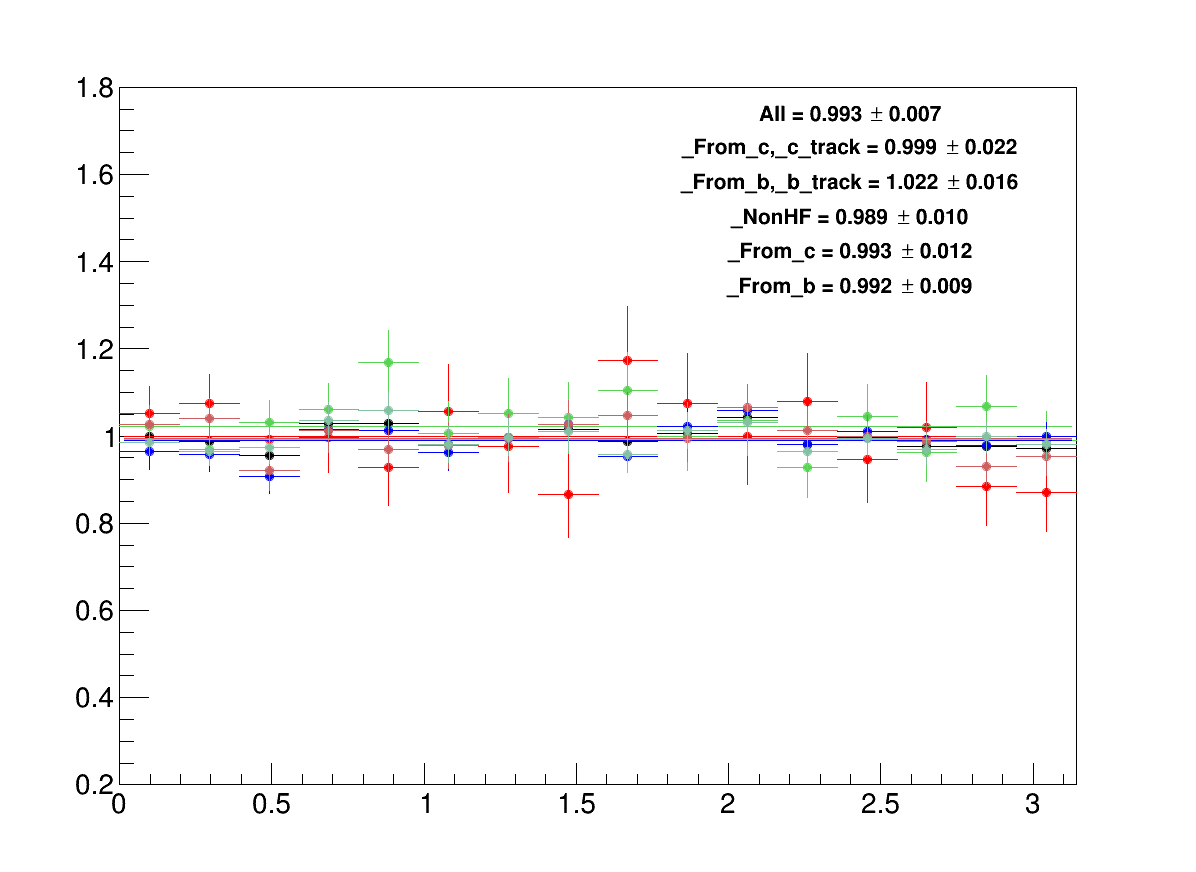 1.8
All = 0.993 ± 0.007
_From_c,_c_track = 0.999 ± 0.022
1.6
_From_b,_b_track = 1.022 ± 0.016
_NonHF = 0.989 ± 0.010
_From_c = 0.993 ± 0.012
1.4
_From_b = 0.992 ± 0.009
1.2
1
0.8
0.6
0.4
0.2
0 0.5 1 1.5 2 2.5 3